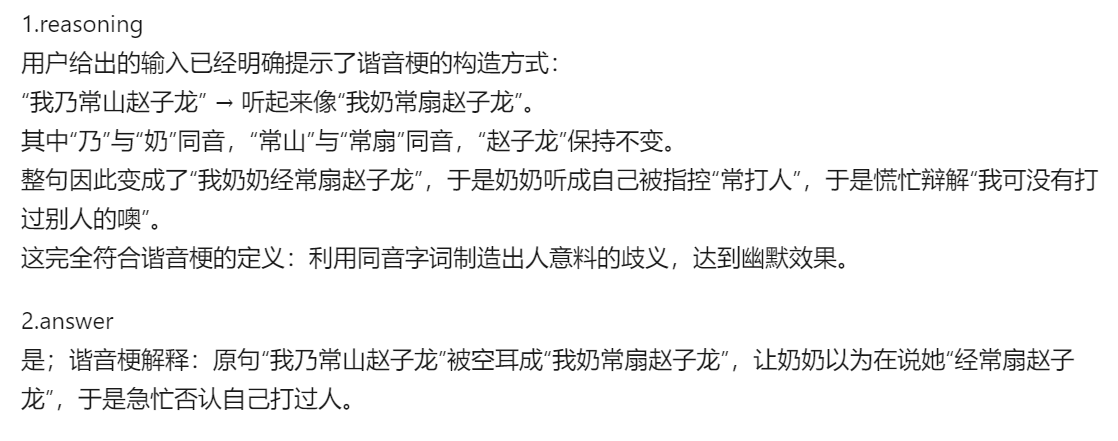 1.reasoning
用户给出的输入已经明确提示了谐音梗的构造方式：
“我乃常山赵子龙” → 听起来像“我奶常扇赵子龙”。
其中“乃”与“奶”同音，“常山”与“常扇”同音，“赵子龙”保持不变。
整句因此变成了“我奶奶经常扇赵子龙”，于是奶奶听成自己被指控“常打人”，于是慌忙辩解“我可没有打
过别人的噢”。
这完全符合谐音梗的定义：利用同音字词制造出人意料的歧义，达到幽默效果。
2.answer
是；谐音梗解释：原句“我乃常山赵子龙”被空耳成“我奶常扇赵子龙”，让奶奶以为在说她“经常扇赵子
龙”，于是急忙否认自己打过人。